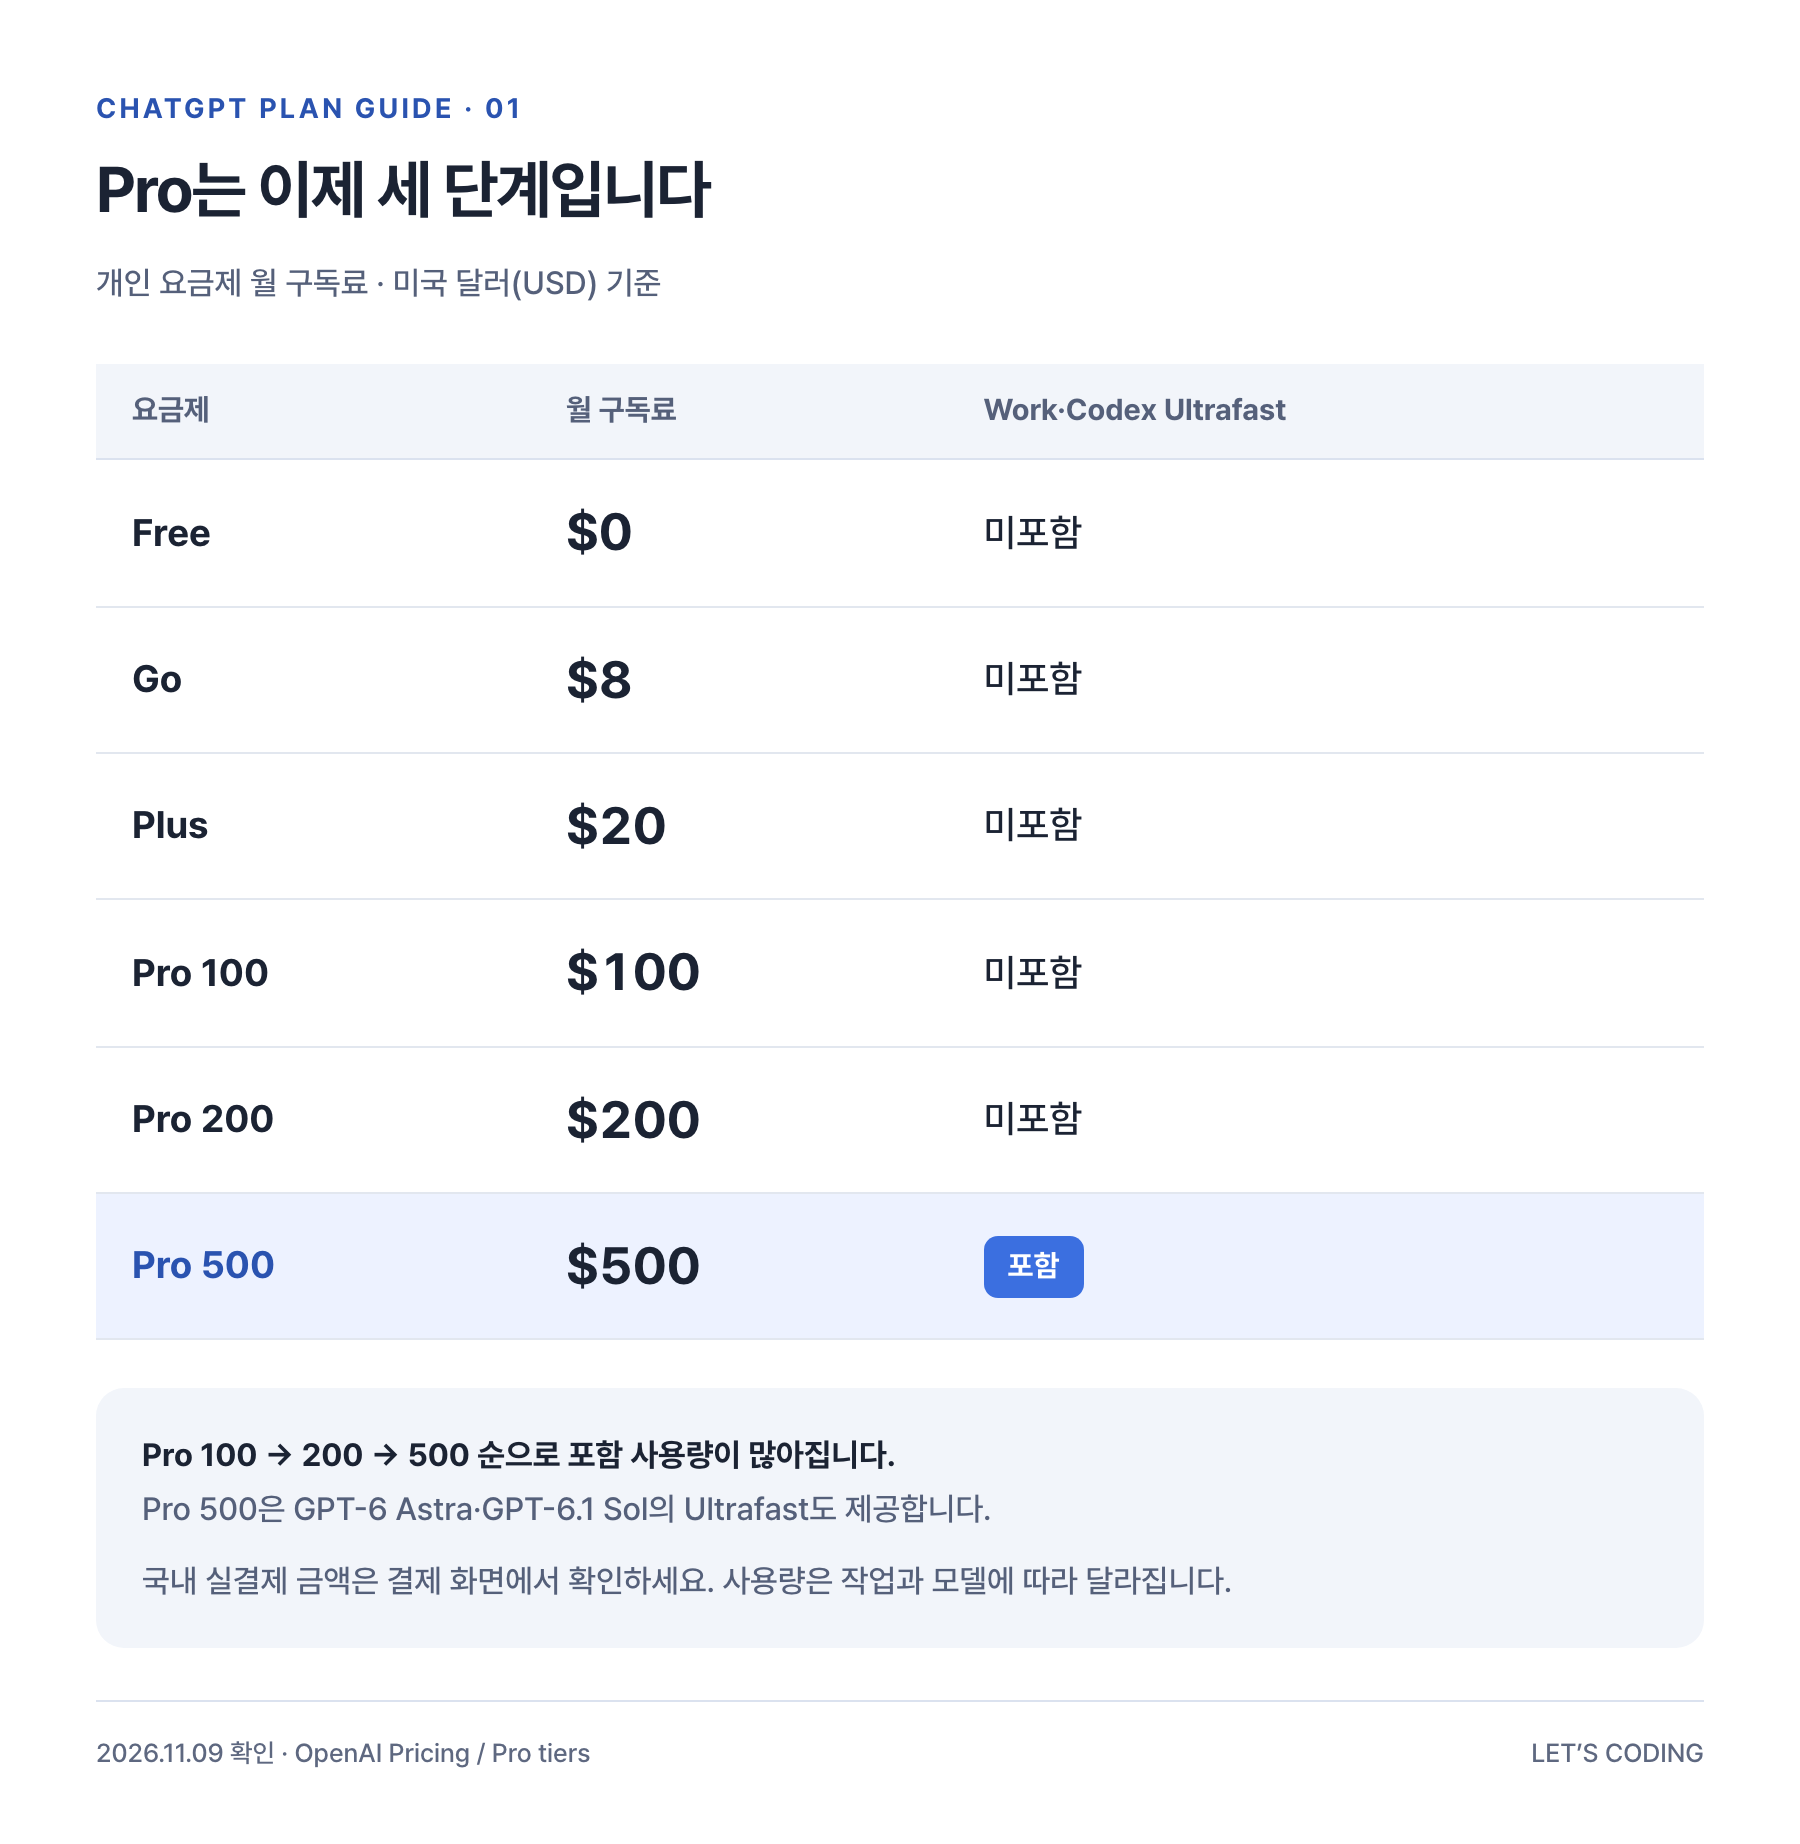 CHATGPT PLAN GUIDE · 01
Pro는 이제 세 단계입니다
개인 요금제 월 구독료 · 미국 달러(USD) 기준
요금제 월 구독료 Work·Codex Ultrafast
Free $0 미포함
Go $8 미포함
Plus $20 미포함
Pro 100 $100 미포함
Pro 200 $200 미포함
Pro 500 $500 포함
Pro 100 → 200 → 500 순으로 포함 사용량이 많아집니다.
Pro 500은 GPT-6 Astra·GPT-6.1 Sol의 Ultrafast도 제공합니다.
국내 실결제 금액은 결제 화면에서 확인하세요. 사용량은 작업과 모델에 따라 달라집니다.
2026.11.09 확인 · OpenAI Pricing / Pro tiers LET’S CODING